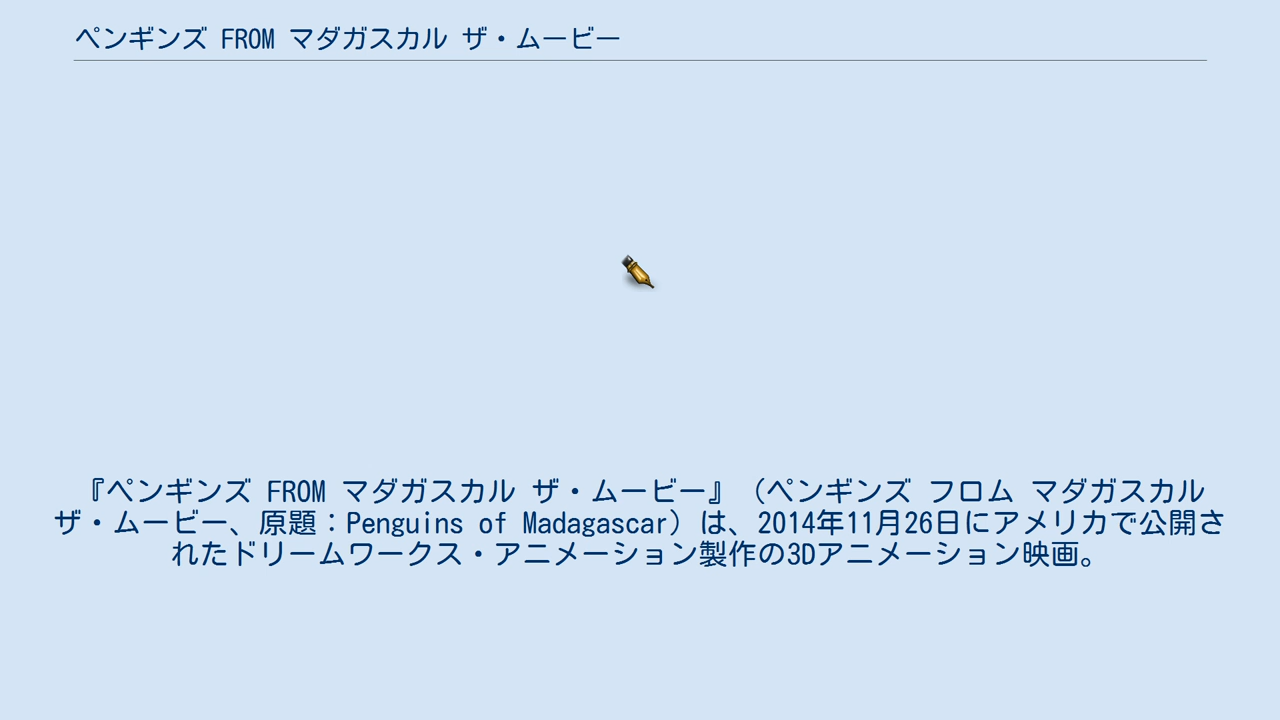 ペンギンズ FROM マダガスカル ザ・ムービー
『ペンギンズ FROM マダガスカル ザ・ムービー』（ペンギンズ フロム マダガスカル
ザ・ムービー、原題：Penguins of Madagascar）は、2014年11月26日にアメリカで公開さ
れたドリームワークス・アニメーション製作の3Dアニメーション映画。